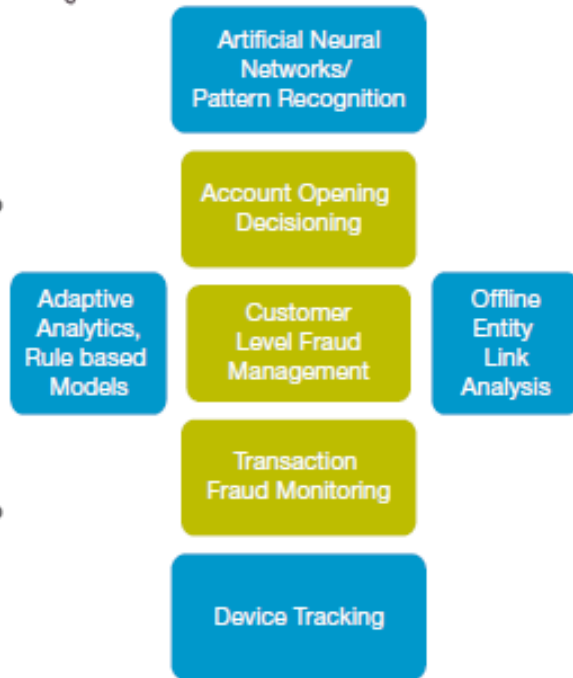 Artificial Neural
Networks/
Pattern Recognition
Account Opening
Decisioning
Adaptive
Analytics,
Rule based
Models
Customer
Level Fraud
Management
Offline
Entity
Link
Analysis
Transaction
Fraud Monitoring
Device Tracking